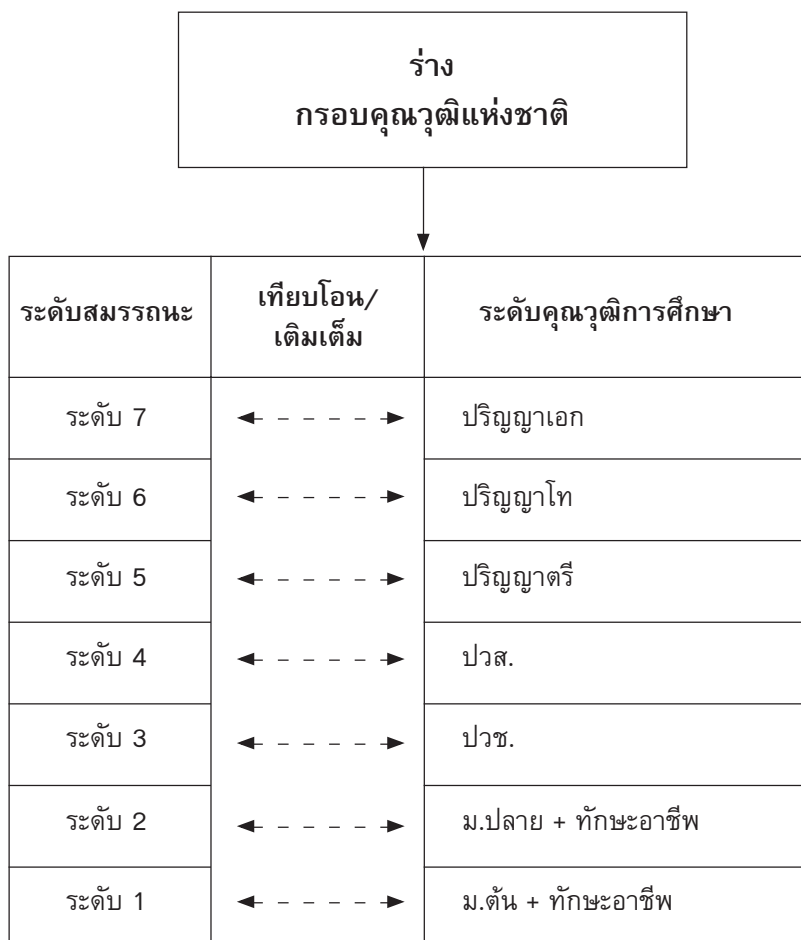 ร่าง
กรอบคุณวุฒิแห่งชาติ
ระดับสมรรถนะ
เทียบโอน/
เติมเต็ม
ระดับคุณวุฒิการศึกษา
ระดับ 7
ปริญญาเอก
ระดับ 6
ปริญญาโท
ระดับ 5
ปริญญาตรี
ระดับ 4
ปวส.
ระดับ 3
ปวช.
ระดับ 2
ม.ปลาย + ทักษะอาชีพ
ระดับ 1
ม.ต้น + ทักษะอาชีพ